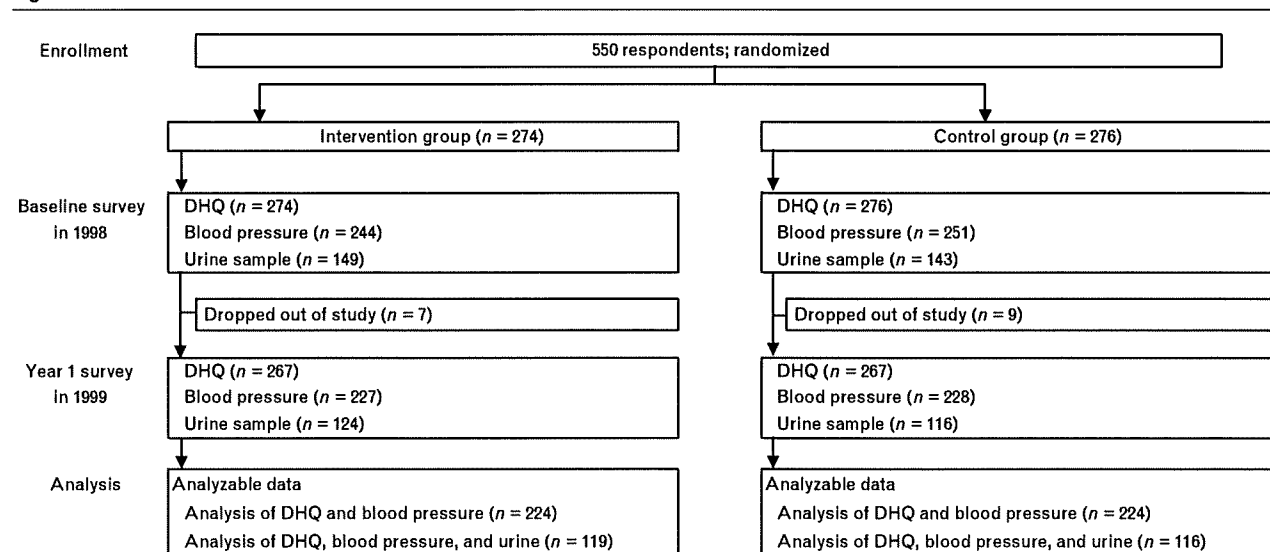 Enrollment
550 respondents; randomized
Intervention group (n = 274)
Control group (n = 276)
Baseline survey
in 1998
DHQ (n = 274)
Blood pressure (n = 244)
Urine sample (n = 149)
DHQ (n = 276)
Blood pressure (n = 251)
Urine sample (n = 143)
Dropped out of study (n = 7)
Dropped out of study (n = 9)
Year 1 survey
in 1999
DHQ (n = 267)
Blood pressure (n = 227)
Urine sample (n = 124)
DHQ (n = 267)
Blood pressure (n = 228)
Urine sample (n = 116)
Analysis
Analyzable data
Analysis of DHQ and blood pressure (n = 224)
Analysis of DHQ, blood pressure, and urine (n = 119)
Analyzable data
Analysis of DHQ and blood pressure (n = 224)
Analysis of DHQ, blood pressure, and urine (n = 116)